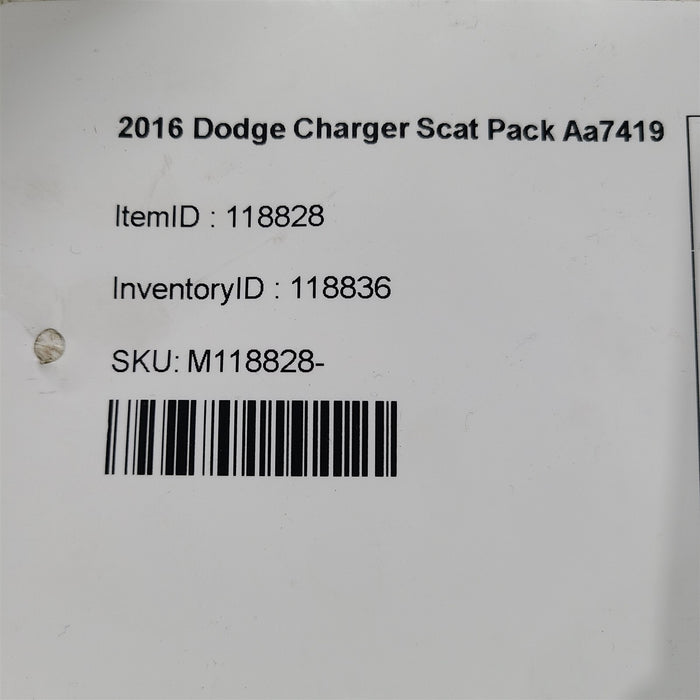 2016 Dodge Charger Scat Pack Aa7419
ItemID : 118828
InventoryID : 118836
SKU: M118828-